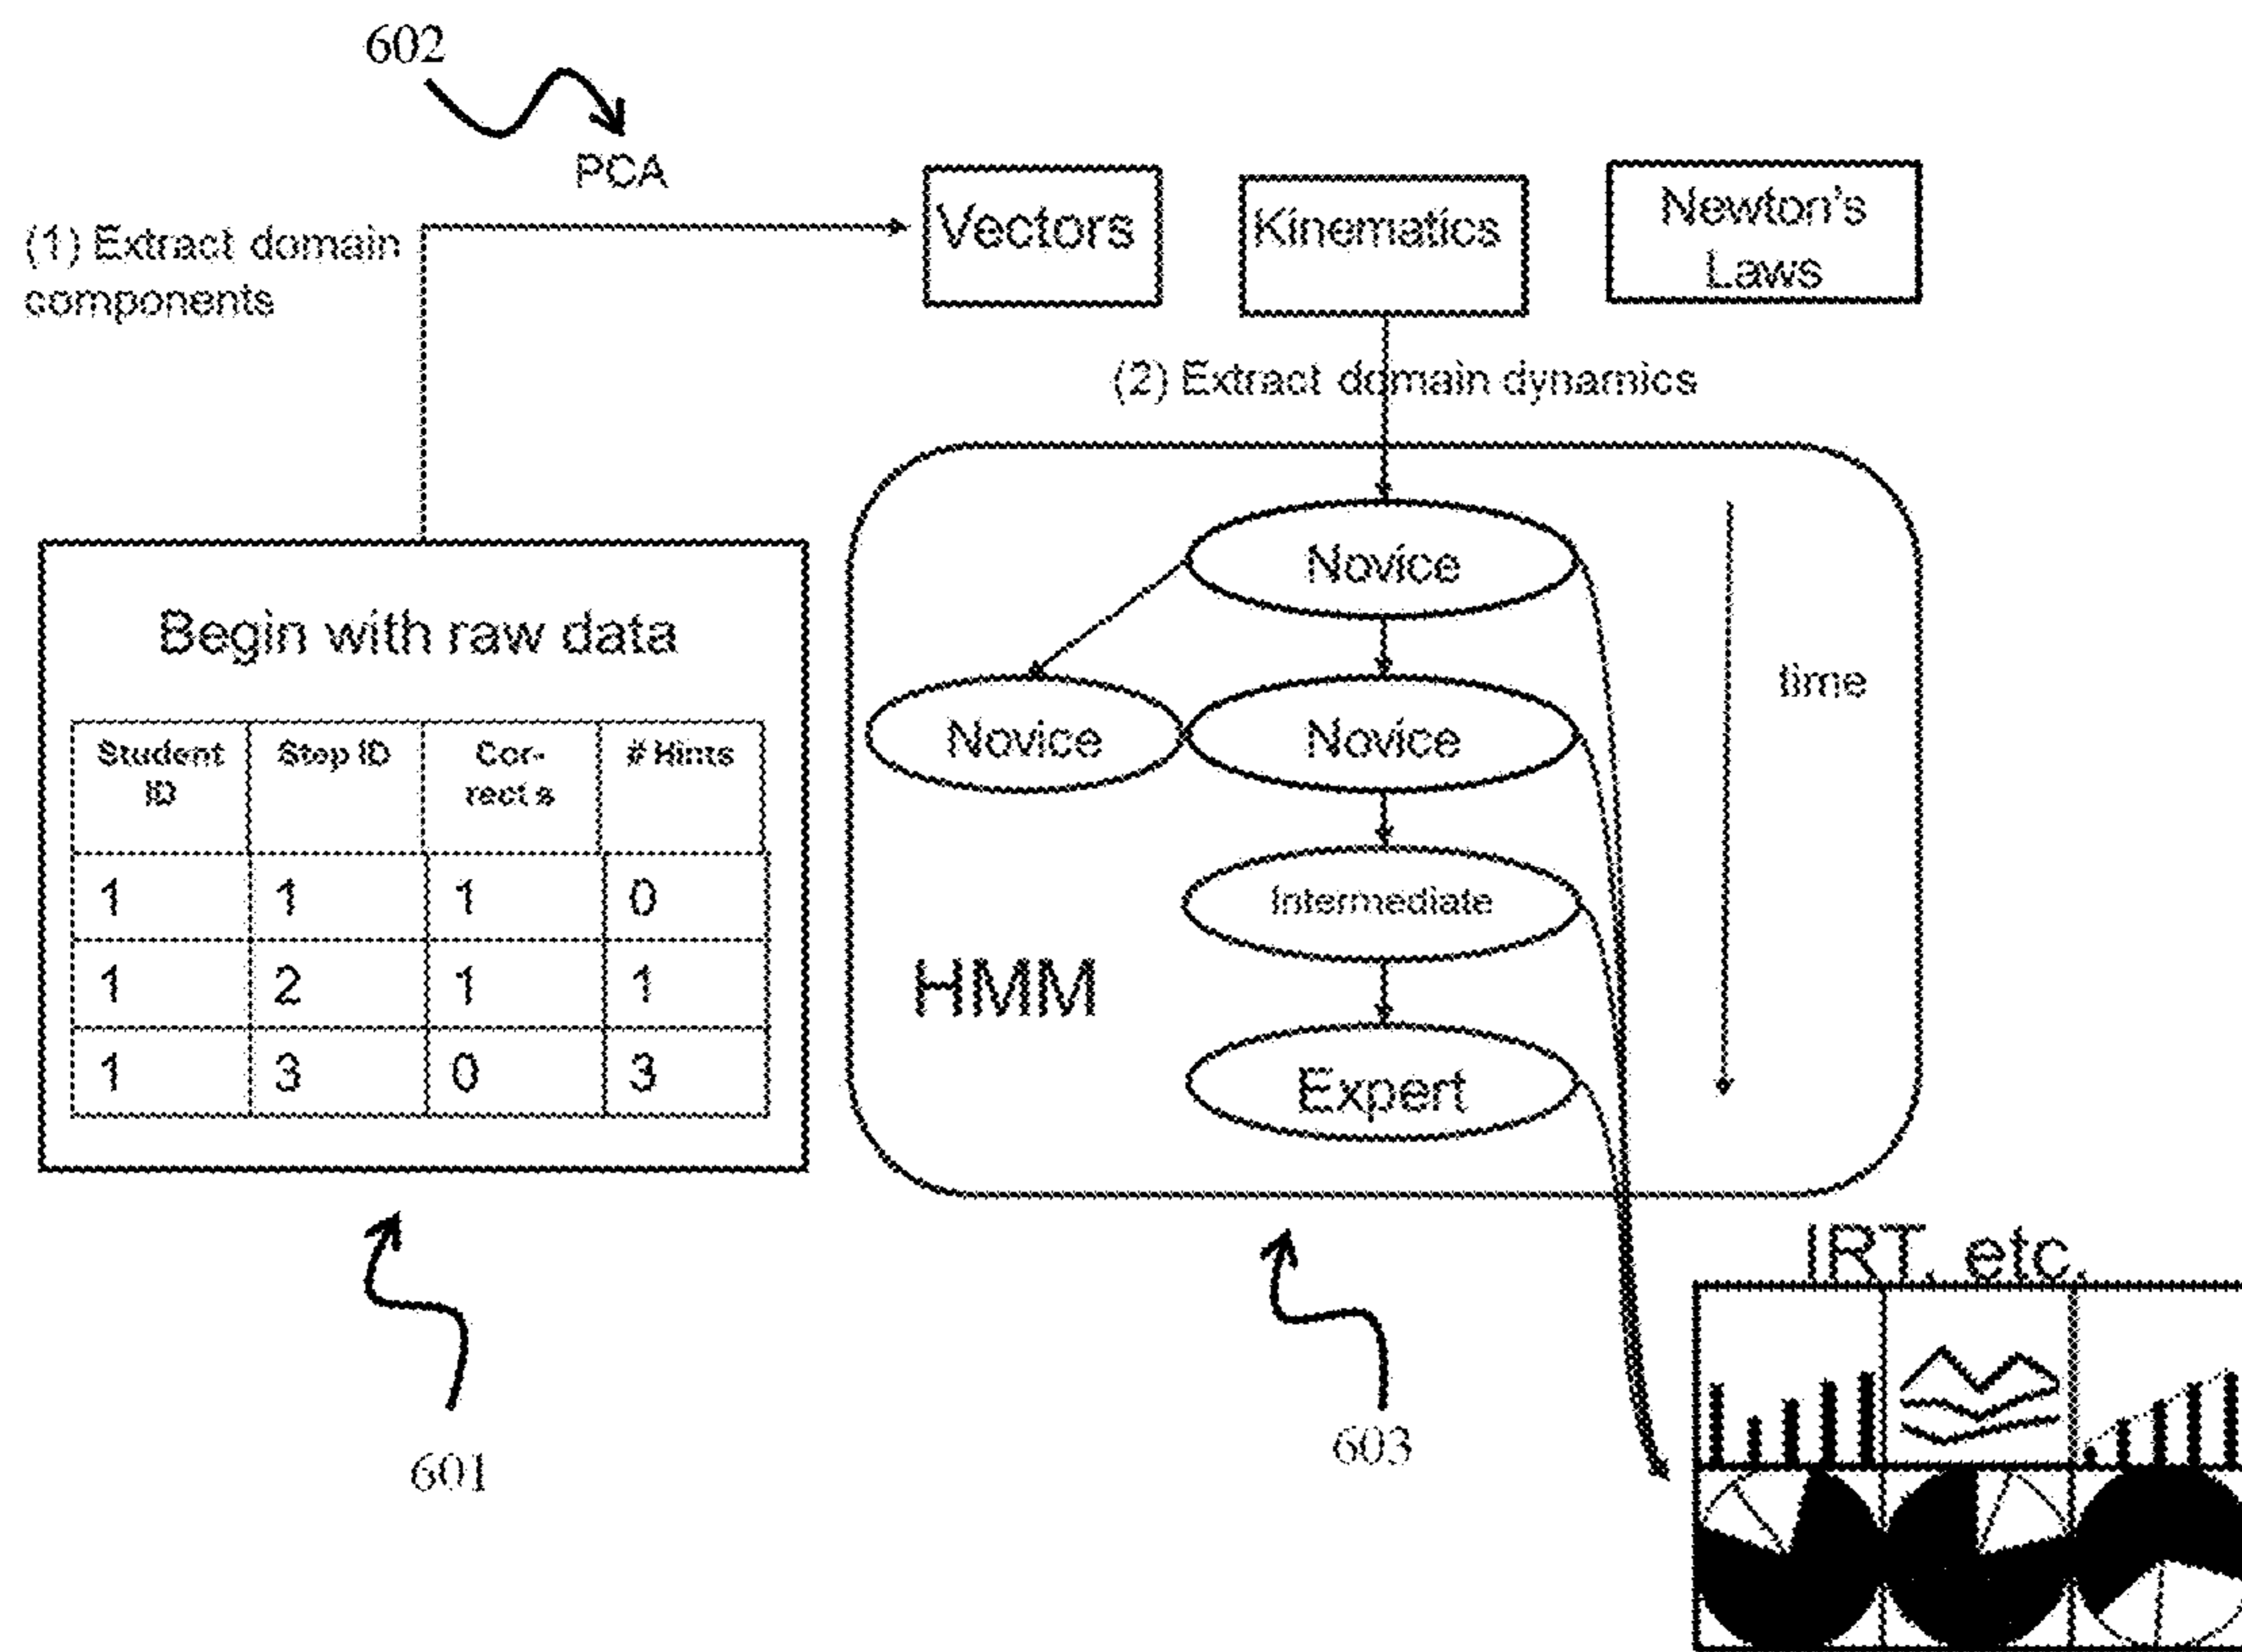 602
PCA
(1) Extract domain
components
Vectors
Kinematics
Newton's
Laws
(2) Extract domain dynamics
Begin with raw data
Student
ID
Step ID
Cor-
rect s
# Hints
1 1 1 0
1 2 1 1
1 3 0 3
Novice
time
Novice
Novice
Intermediate
HMM
Expert
601
603
IRT, etc.